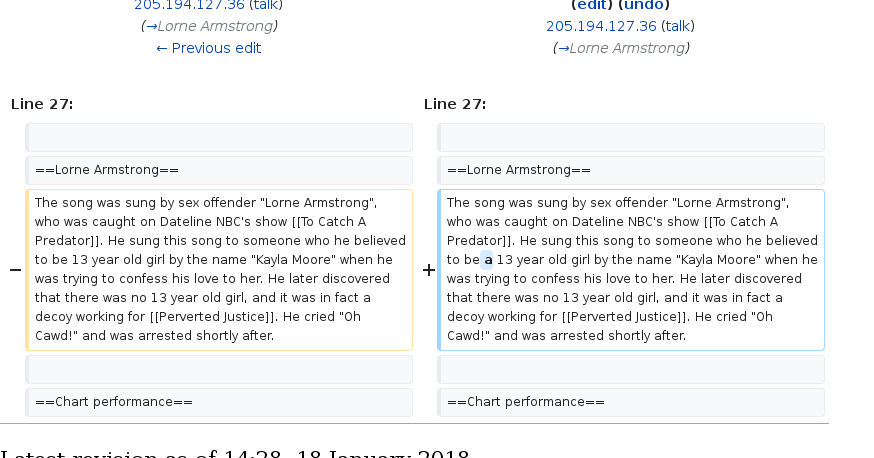 205.194.127.36 (talk)
(→Lorne Armstrong)
← Previous edit
(edit) (undo)
205.194.127.36 (talk)
(→Lorne Armstrong)
Line 27:
Line 27:
==Lorne Armstrong==
==Lorne Armstrong==
−
The song was sung by sex offender "Lorne Armstrong",
who was caught on Dateline NBC's show [[To Catch A
Predator]]. He sung this song to someone who he believed
to be 13 year old girl by the name "Kayla Moore" when he
was trying to confess his love to her. He later discovered
that there was no 13 year old girl, and it was in fact a
decoy working for [[Perverted Justice]]. He cried "Oh
Cawd!" and was arrested shortly after.
+
The song was sung by sex offender "Lorne Armstrong",
who was caught on Dateline NBC's show [[To Catch A
Predator]]. He sung this song to someone who he believed
to be a 13 year old girl by the name "Kayla Moore" when he
was trying to confess his love to her. He later discovered
that there was no 13 year old girl, and it was in fact a
decoy working for [[Perverted Justice]]. He cried "Oh
Cawd!" and was arrested shortly after.
==Chart performance==
==Chart performance==
Latest revision as of 14:28, 18 January 2018